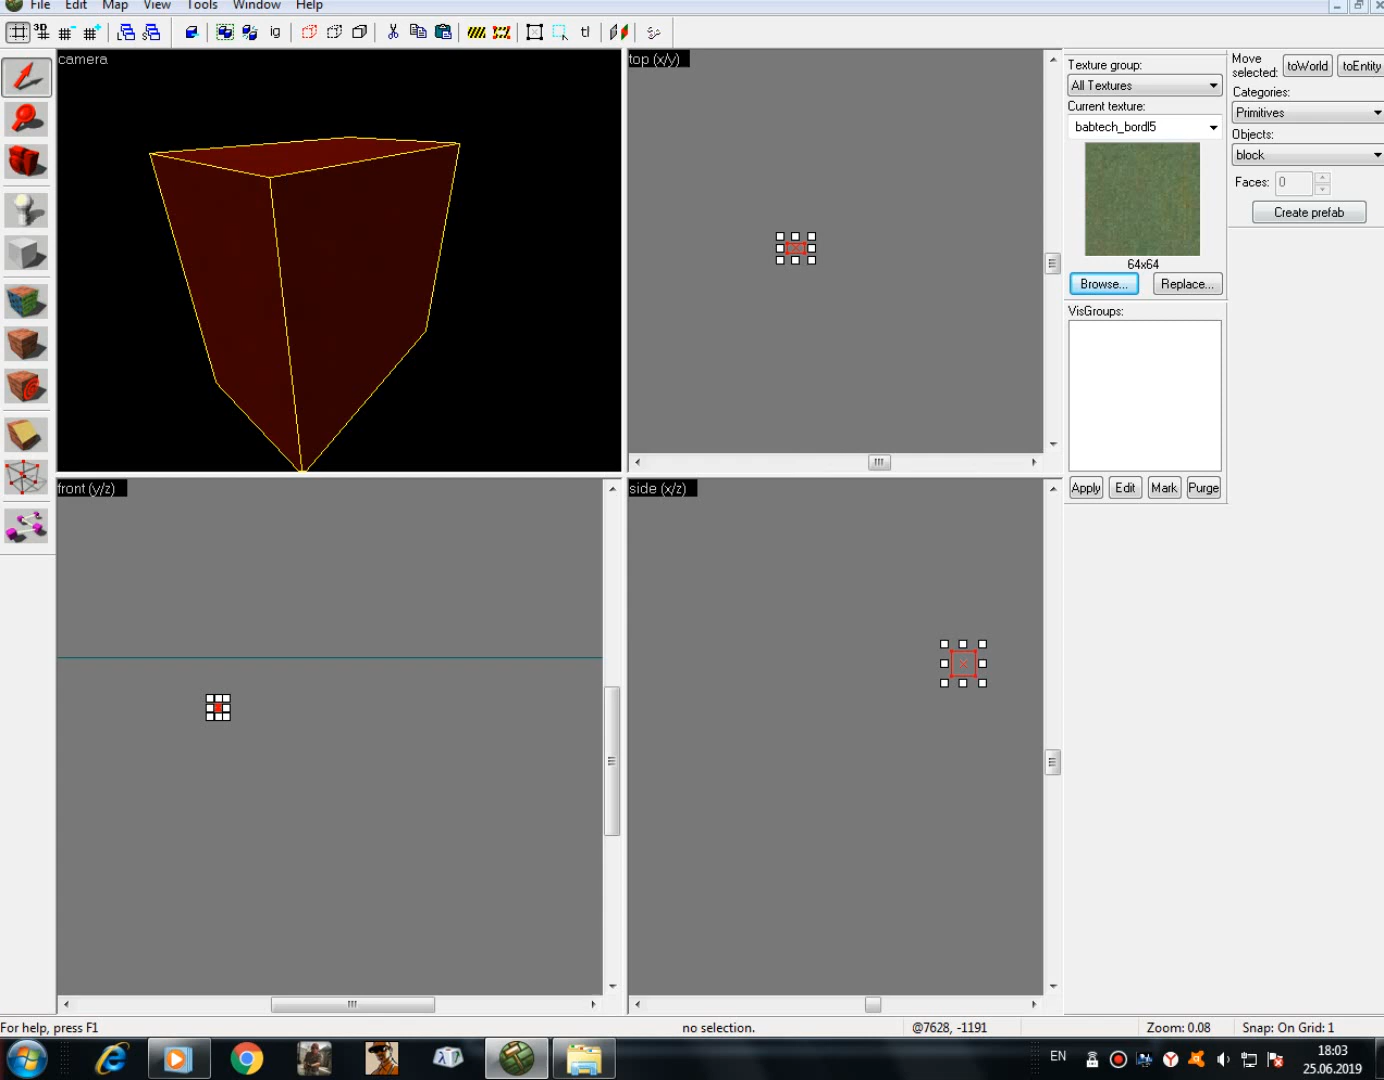 File Edit Map View Tools Window Help
3D ig tl
camera
top (x/y)
front (y/z)
side (x/z)
Texture group:
All Textures
Current texture:
babtech_bordl5
64x64
Browse... Replace...
VisGroups:
Apply Edit Mark Purge
Move
selected: toWorld toEntity
Categories:
Primitives
Objects:
block
Faces: 0
Create prefab
For help, press F1 no selection. @7628, -1191 Zoom: 0.08 Snap: On Grid: 1
EN
18:03
25.06.2019